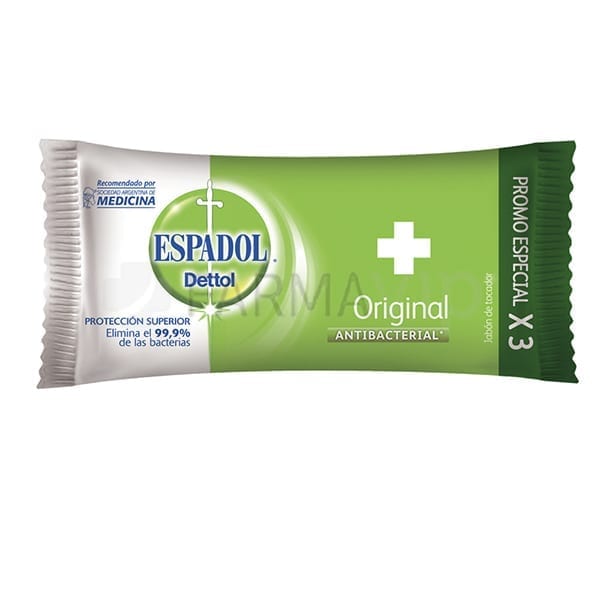 Recomendado por
SOCIEDAD ARGENTINA DE
MEDICINA
ESPADOL
Dettol
PROTECCIÓN SUPERIOR
Elimina el 99,9%
de las bacterias
Original
ANTIBACTERIAL*
Jabón de tocador
PROMO ESPECIAL X 3